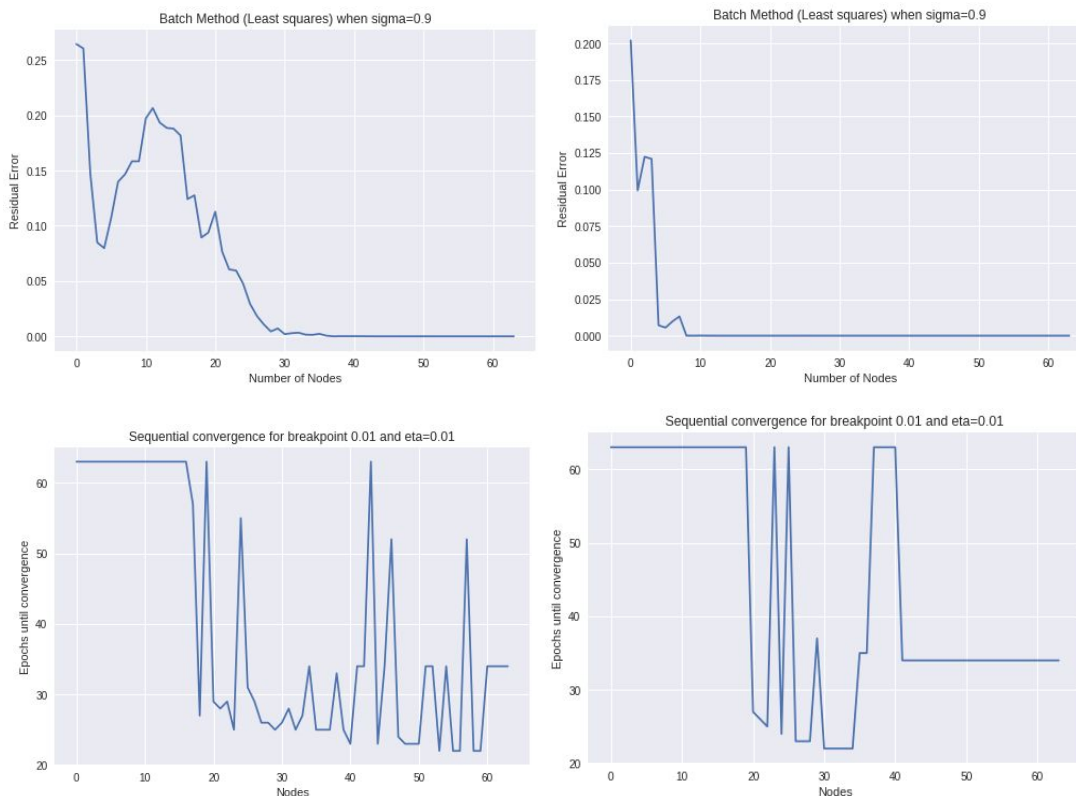 Batch Method (Least squares) when sigma=0.9
Residual Error
0.25
0.20
0.15
0.10
0.05
0.00
0 10 20 30 40 50 60
Number of Nodes
Batch Method (Least squares) when sigma=0.9
Residual Error
0.200
0.175
0.150
0.125
0.100
0.075
0.050
0.025
0.000
0 10 20 30 40 50 60
Number of Nodes
Sequential convergence for breakpoint 0.01 and eta=0.01
Epochs until convergence
60
50
40
30
20
0 10 20 30 40 50 60
Nodes
Sequential convergence for breakpoint 0.01 and eta=0.01
Epochs until convergence
60
50
40
30
20
0 10 20 30 40 50 60
Nodes